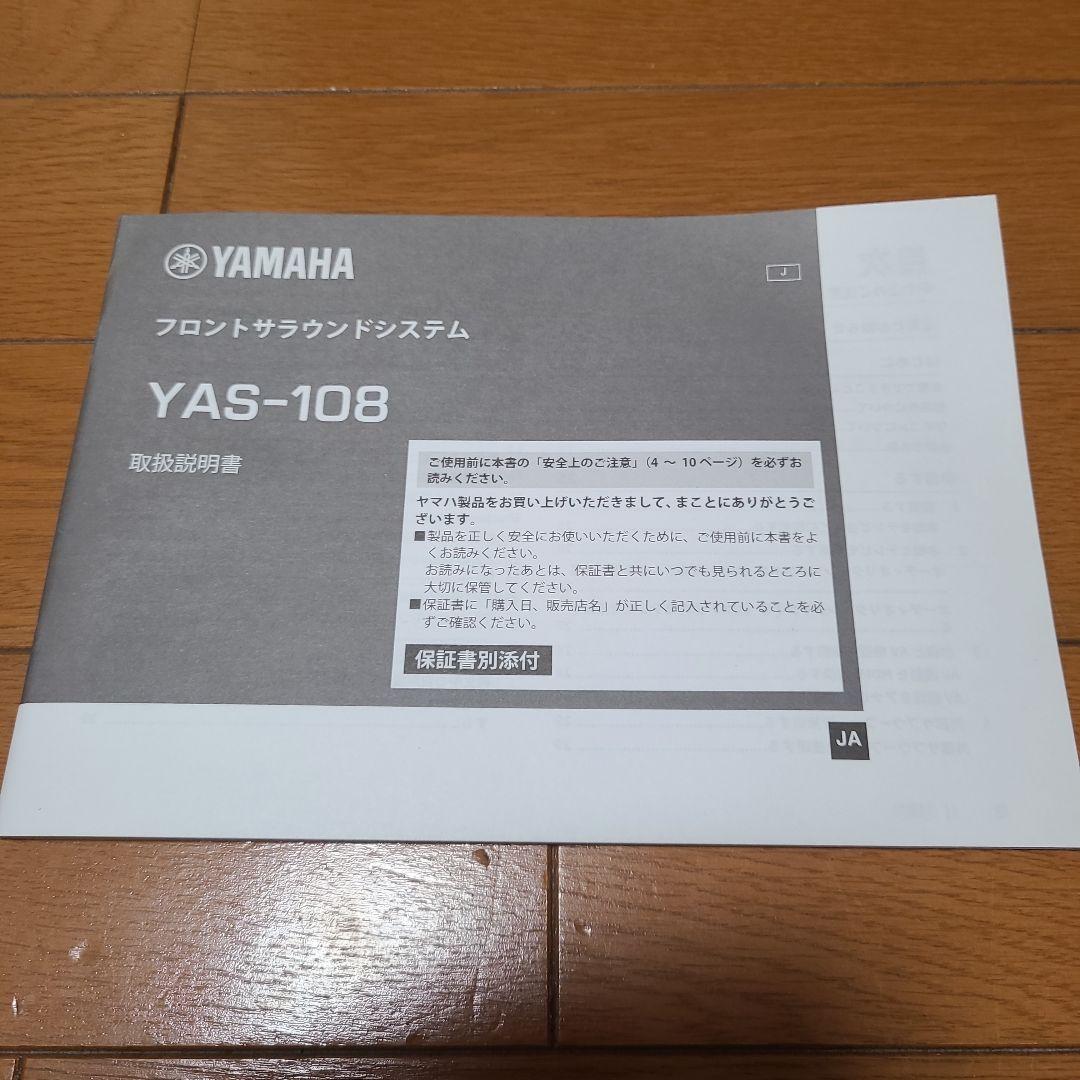 YAMAHA
J
フロントサラウンドシステム
YAS-108
取扱説明書
ご使用前に本書の「安全上のご注意」（4 ～ 10 ページ）を必ずお
読みください。
ヤマハ製品をお買い上げいただきまして、まことにありがとうご
ざいます。
■製品を正しく安全にお使いいただくために、ご使用前に本書をよ
くお読みください。
お読みになったあとは、保証書と共にいつでも見られるところに
大切に保管してください。
■保証書に「購入日、販売店名」が正しく記入されていることを必
ずご確認ください。
保証書別添付
JA